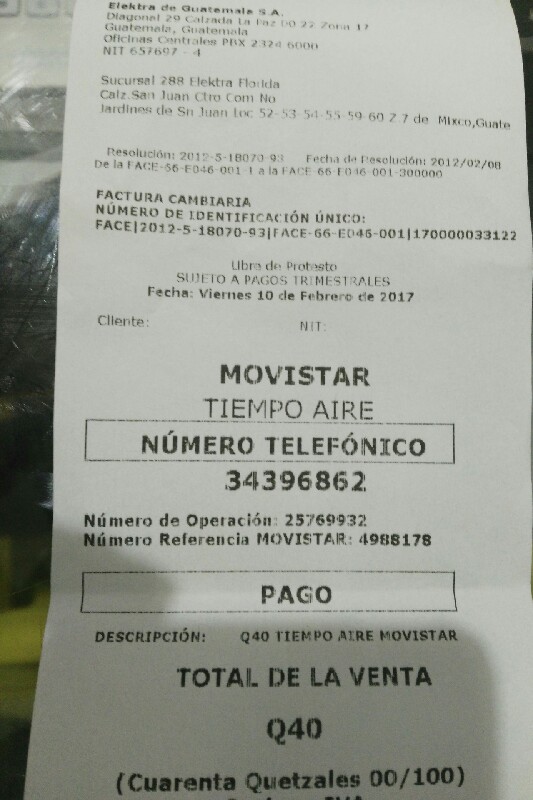 Elektra de Guatemala S.A.
Diagonal 29 Calzada La Paz 00 22 Zona 17
Guatemala, Guatemala
Oficinas Centrales PBX 2324 6000
NIT 657697 - 4
Sucursal 288 Elektra Florida
Calz.San Juan Ctro Com No
Jardines de Sn Juan Loc 52-53-54-55-59-60 Z.7 de Mixco,Guate
Resolución: 2012-5-18070-93 Fecha de Resolución: 2012/02/08
De la FACE-66-E046-001-1 a la FACE-66-E046-001-300000
FACTURA CAMBIARIA
NÚMERO DE IDENTIFICACIÓN ÚNICO:
FACE|2012-5-18070-93|FACE-66-E046-001|170000033122
Libre de Protesto
SUJETO A PAGOS TRIMESTRALES
Fecha: Viernes 10 de Febrero de 2017
Cliente: NIT:
MOVISTAR
TIEMPO AIRE
NÚMERO TELEFÓNICO
34396862
Número de Operación: 25769932
Número Referencia MOVISTAR: 4988178
PAGO
DESCRIPCIÓN: Q40 TIEMPO AIRE MOVISTAR
TOTAL DE LA VENTA
Q40
(Cuarenta Quetzales 00/100)